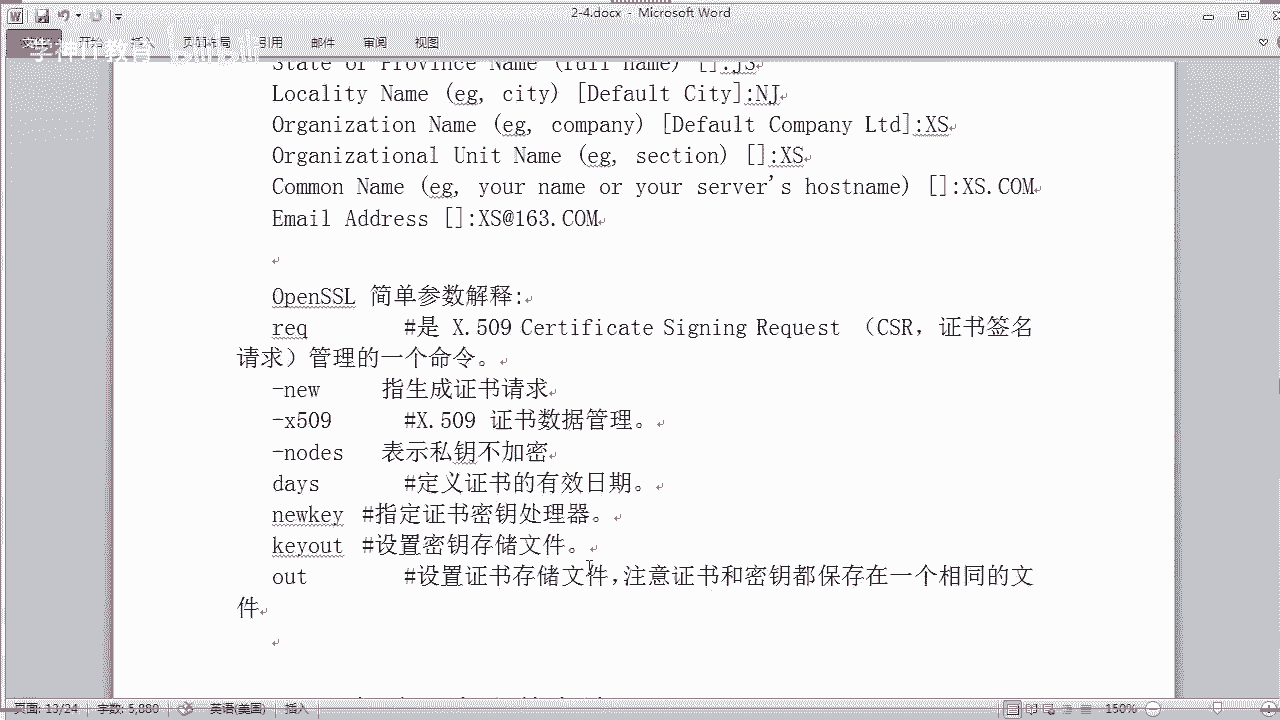 2-4.docx - Microsoft Word
文件 开始 插入 页面布局 引用 邮件 审阅 视图
学神IT教育 bilibili
State or Province Name (full name) []:JS
Locality Name (eg, city) [Default City]:NJ
Organization Name (eg, company) [Default Company Ltd]:XS
Organizational Unit Name (eg, section) []:XS
Common Name (eg, your name or your server's hostname) []:XS.COM
Email Address []:XS@163.COM
OpenSSL 简单参数解释:
req #是 X.509 Certificate Signing Request （CSR，证书签名
请求）管理的一个命令。
-new 指生成证书请求
-x509 #X.509 证书数据管理。
-nodes 表示私钥不加密
days #定义证书的有效日期。
newkey #指定证书密钥处理器。
keyout #设置密钥存储文件。
out #设置证书存储文件，注意证书和密钥都保存在一个相同的文
件
页面: 13/24 字数: 5,880 英语(美国) 插入 150%